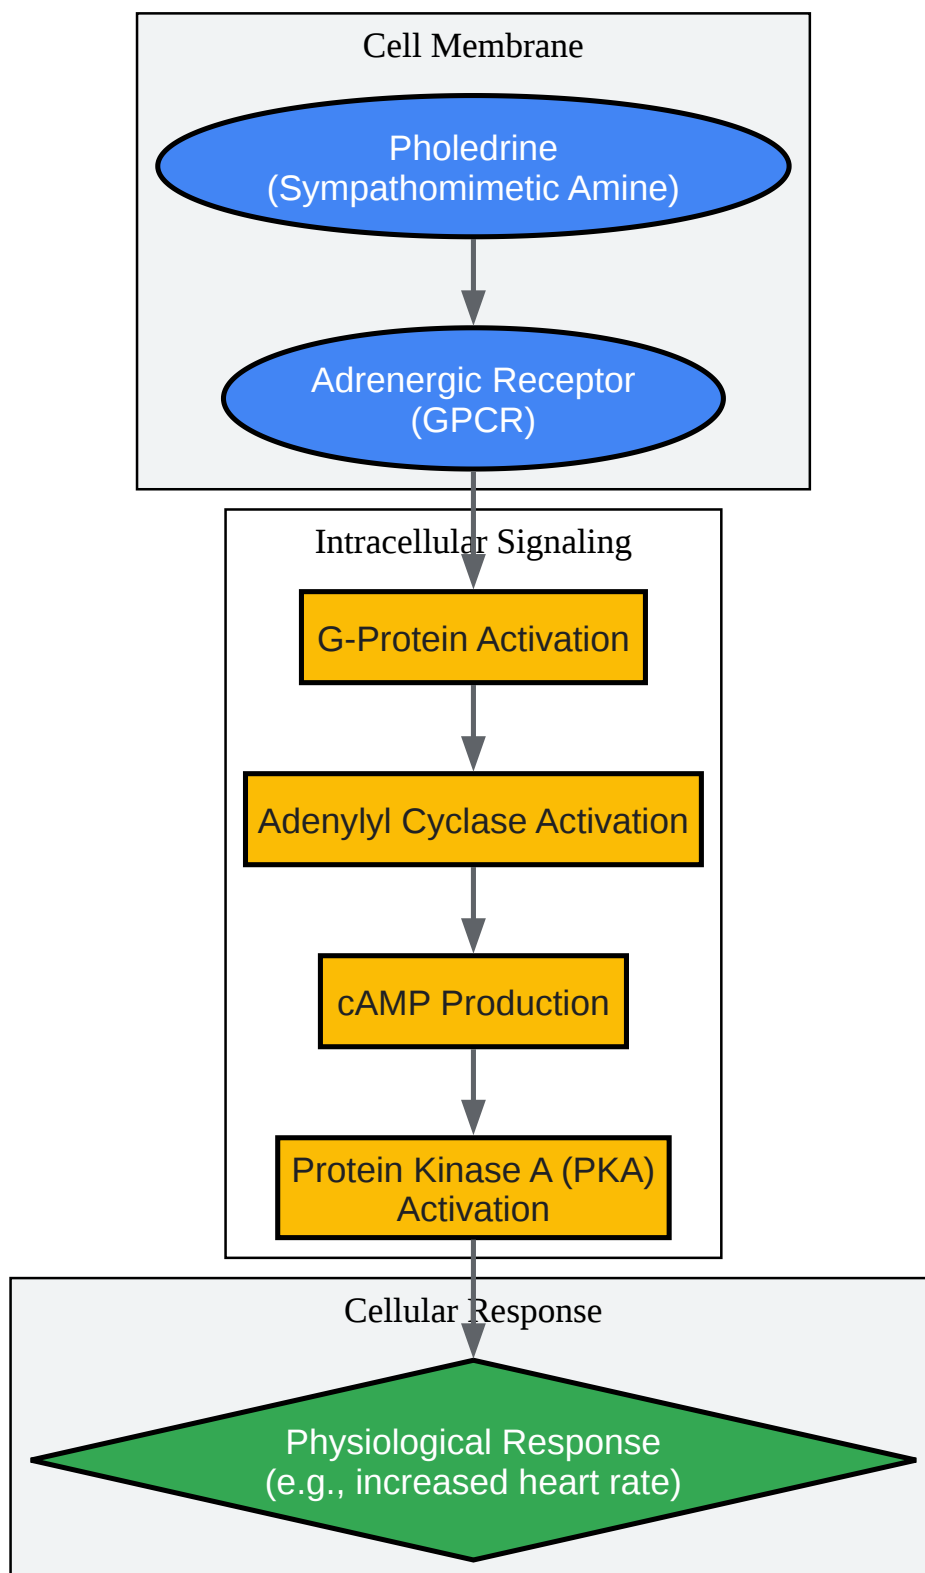 Cell Membrane
Pholedrine
(Sympathomimetic Amine)
Adrenergic Receptor
(GPCR)
Intracellular Signaling
G-Protein Activation
Adenylyl Cyclase Activation
cAMP Production
Protein Kinase A (PKA)
Activation
Cellular Response
Physiological Response
(e.g., increased heart rate)